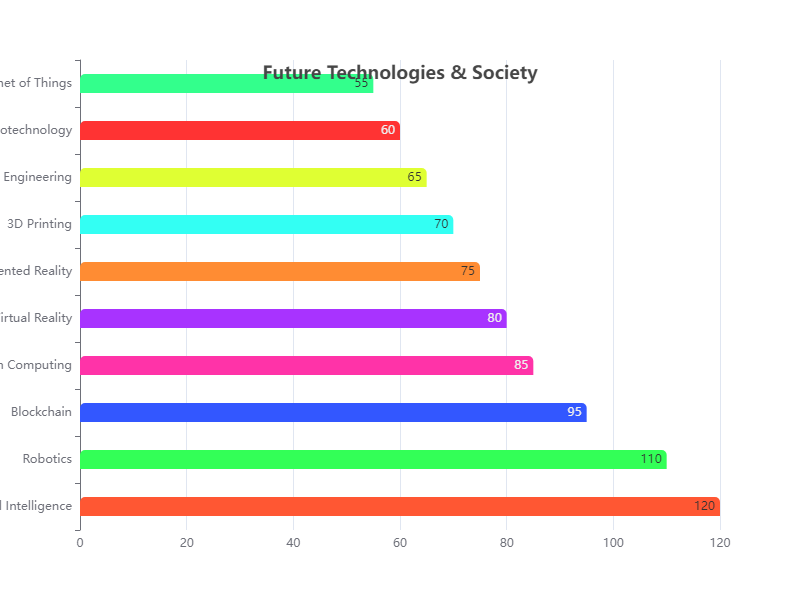 Future Technologies & Society
net of Things
55
otechnology
60
Engineering
65
3D Printing
70
ented Reality
75
irtual Reality
80
n Computing
85
Blockchain
95
Robotics
110
l Intelligence
120
0 20 40 60 80 100 120